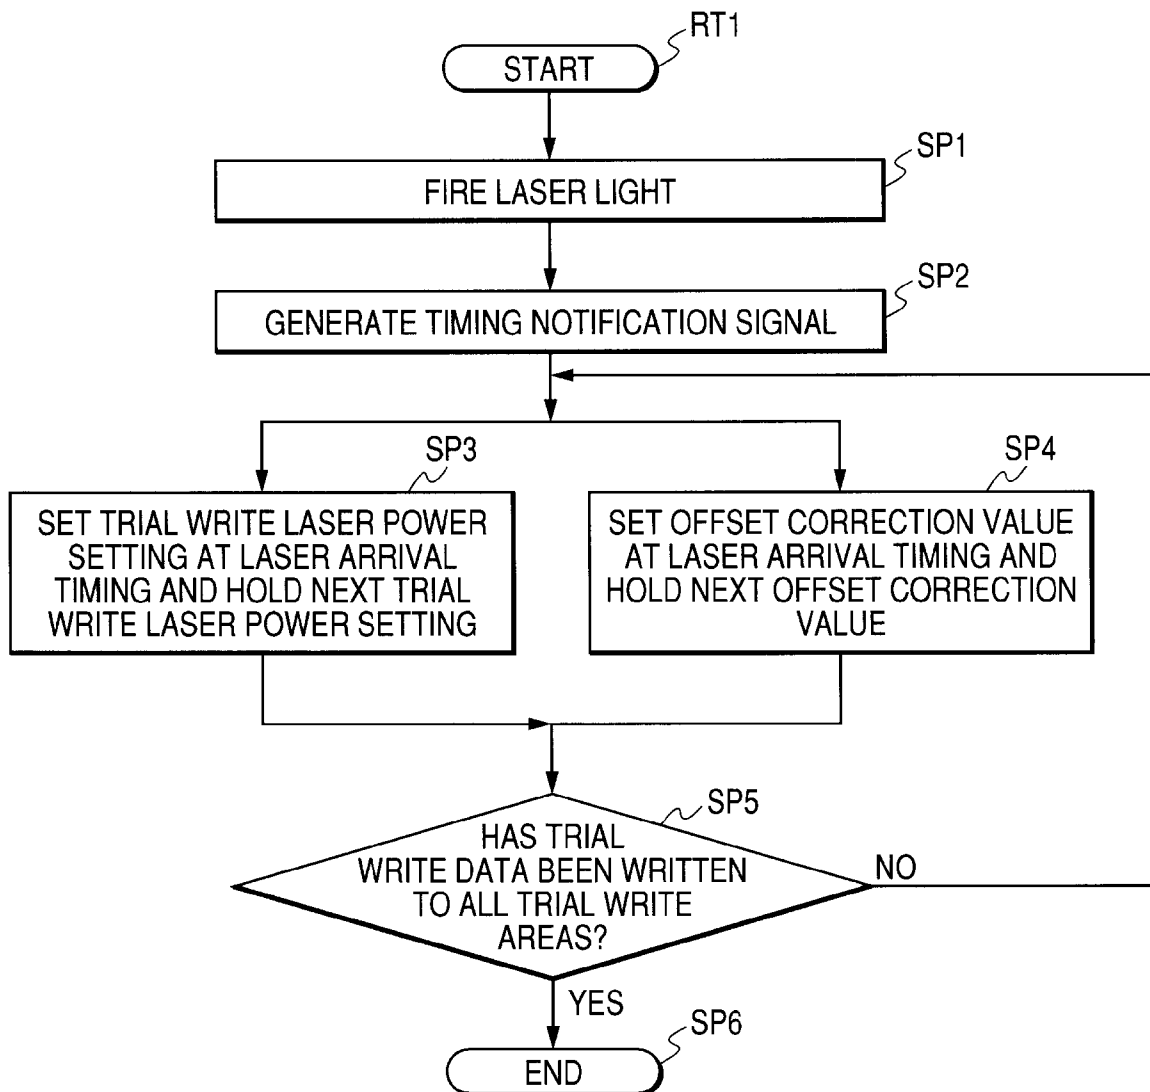 RT1
START
SP1
FIRE LASER LIGHT
SP2
GENERATE TIMING NOTIFICATION SIGNAL
SP3
SET TRIAL WRITE LASER POWER
SETTING AT LASER ARRIVAL
TIMING AND HOLD NEXT TRIAL
WRITE LASER POWER SETTING
SP4
SET OFFSET CORRECTION VALUE
AT LASER ARRIVAL TIMING AND
HOLD NEXT OFFSET CORRECTION
VALUE
SP5
HAS TRIAL
WRITE DATA BEEN WRITTEN
TO ALL TRIAL WRITE
AREAS?
NO
YES
SP6
END